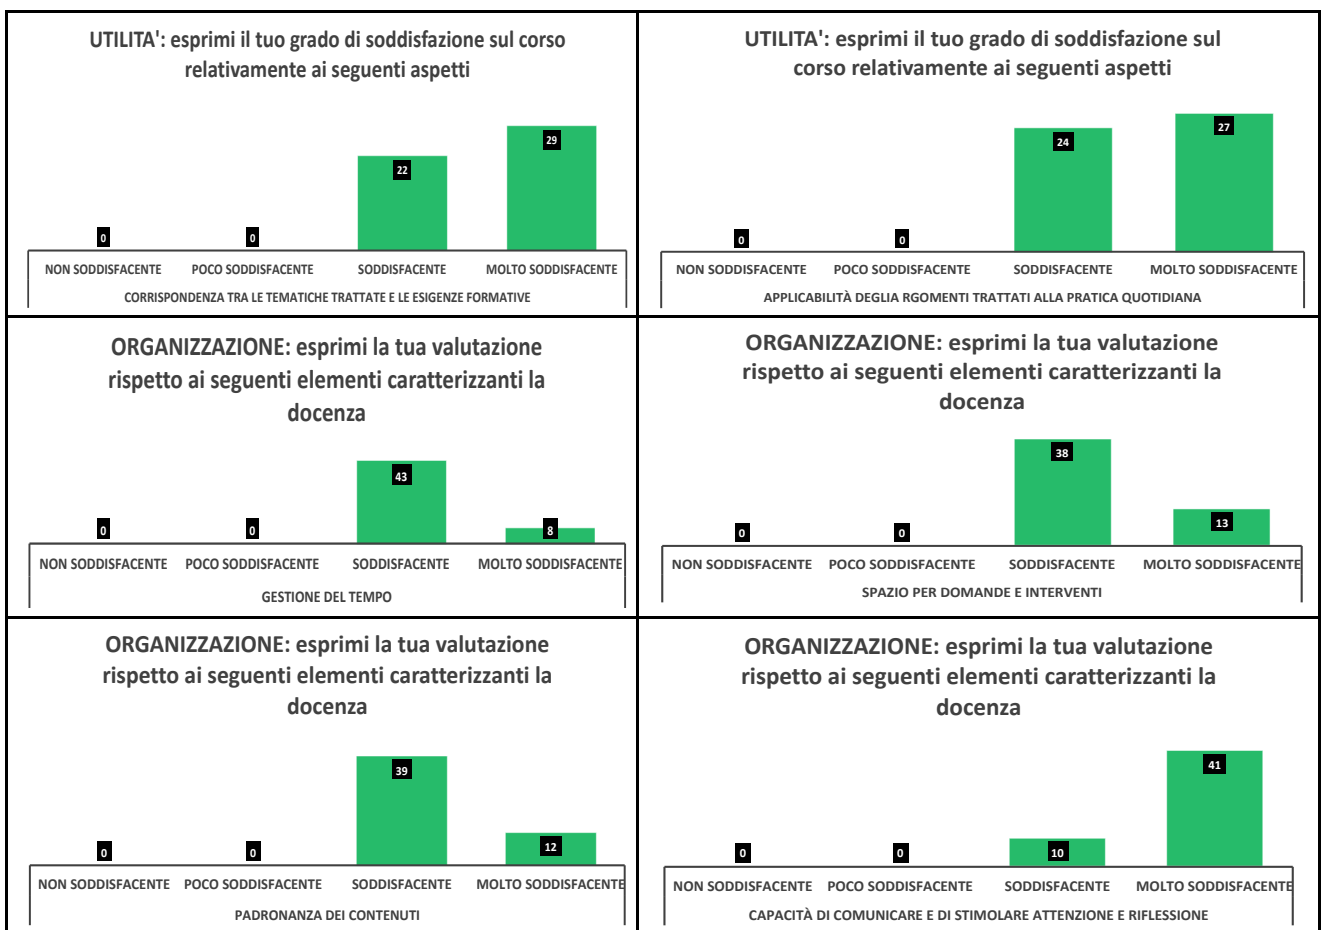 UTILITA': esprimi il tuo grado di soddisfazione sul corso
relativamente ai seguenti aspetti
29
22
0
0
NON SODDISFACENTE POCO SODDISFACENTE SODDISFACENTE MOLTO SODDISFACENTE
CORRISPONDENZA TRA LE TEMATICHE TRATTATE E LE ESIGENZE FORMATIVE
UTILITA': esprimi il tuo grado di soddisfazione sul
corso relativamente ai seguenti aspetti
27
24
0
0
NON SODDISFACENTE POCO SODDISFACENTE SODDISFACENTE MOLTO SODDISFACENTE
APPLICABILITÀ DEGLIA RGOMENTI TRATTATI ALLA PRATICA QUOTIDIANA
ORGANIZZAZIONE: esprimi la tua valutazione
rispetto ai seguenti elementi caratterizzanti la
docenza
43
0
0
8
NON SODDISFACENTE POCO SODDISFACENTE SODDISFACENTE MOLTO SODDISFACENTE
GESTIONE DEL TEMPO
ORGANIZZAZIONE: esprimi la tua valutazione
rispetto ai seguenti elementi caratterizzanti la
docenza
38
13
0
0
NON SODDISFACENTE POCO SODDISFACENTE SODDISFACENTE MOLTO SODDISFACENTE
SPAZIO PER DOMANDE E INTERVENTI
ORGANIZZAZIONE: esprimi la tua valutazione
rispetto ai seguenti elementi caratterizzanti la
docenza
39
12
0
0
NON SODDISFACENTE POCO SODDISFACENTE SODDISFACENTE MOLTO SODDISFACENTE
PADRONANZA DEI CONTENUTI
ORGANIZZAZIONE: esprimi la tua valutazione
rispetto ai seguenti elementi caratterizzanti la
docenza
41
0
0
10
NON SODDISFACENTE POCO SODDISFACENTE SODDISFACENTE MOLTO SODDISFACENTE
CAPACITÀ DI COMUNICARE E DI STIMOLARE ATTENZIONE E RIFLESSIONE